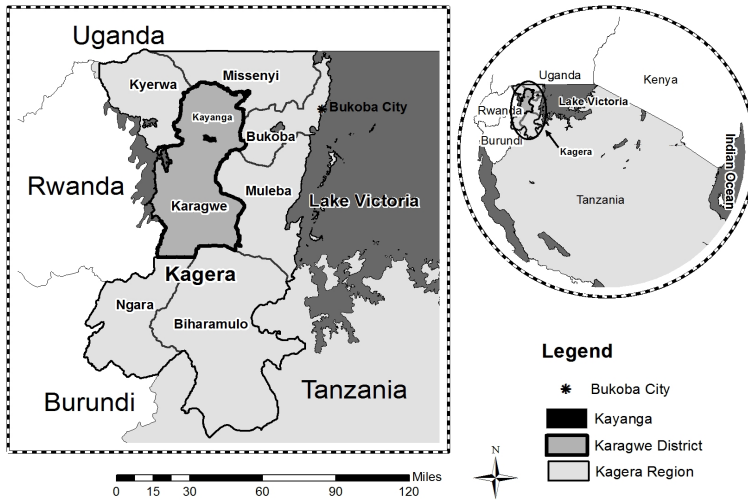 Uganda
Kyerwa
Missenyi
Kayanga
Bukoba City
Bukoba
Rwanda
Muleba
Karagwe
Lake Victoria
Kagera
Ngara
Biharamulo
Burundi
Tanzania
Uganda
Kenya
Lake Victoria
Rwanda
Burundi
Kagera
Indian Ocean
Tanzania
Legend
Bukoba City
Kayanga
Karagwe District
Kagera Region
N
Miles
0 15 30 60 90 120